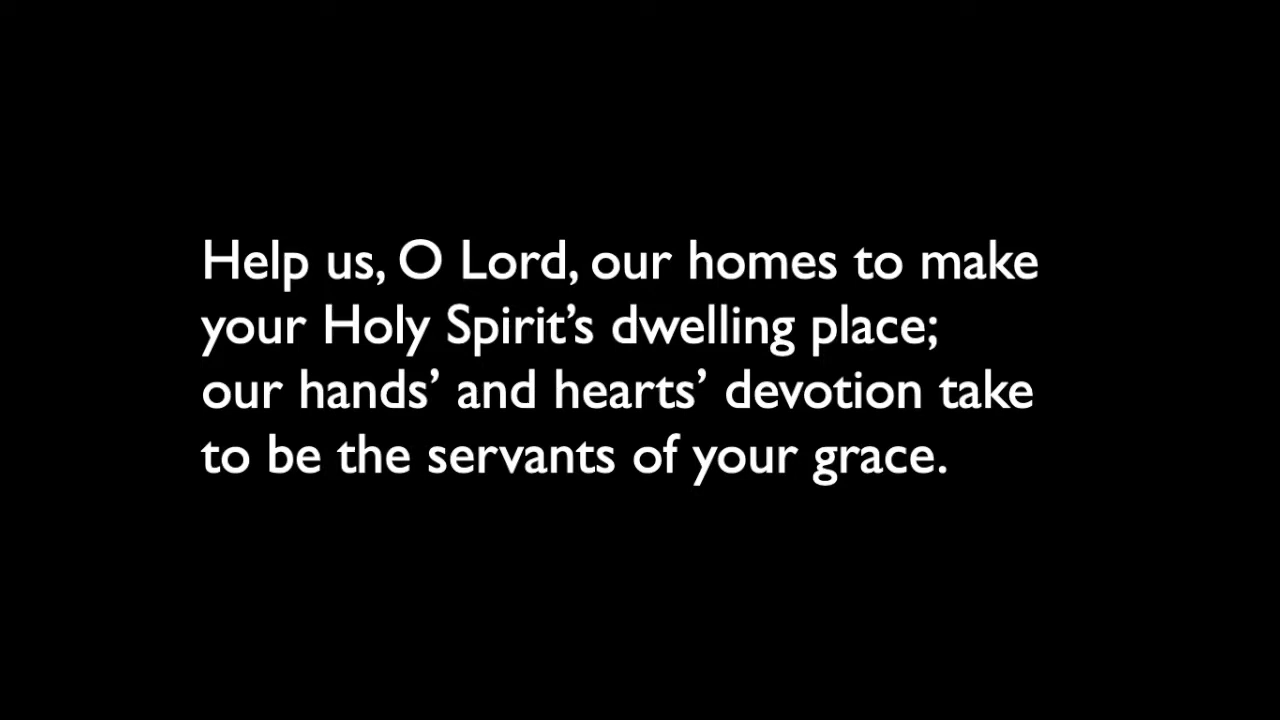 Help us, O Lord, our homes to make
your Holy Spirit’s dwelling place;
our hands’ and hearts’ devotion take
to be the servants of your grace.